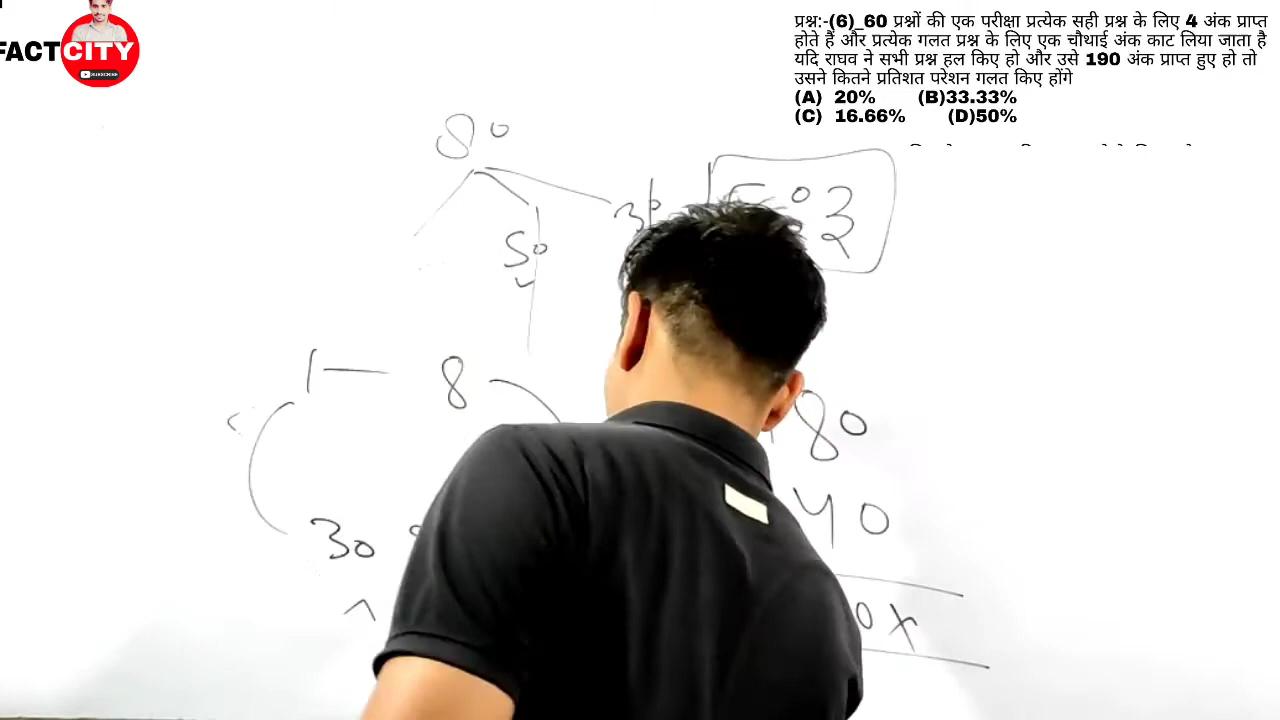 FACTCITY
SUBSCRIBE
प्रश्न:-(6)_60 प्रश्नों की एक परीक्षा प्रत्येक सही प्रश्न के लिए 4 अंक प्राप्त
होते हैं और प्रत्येक गलत प्रश्न के लिए एक चौथाई अंक काट लिया जाता है
यदि राघव ने सभी प्रश्न हल किए हो और उसे 190 अंक प्राप्त हुए हो तो
उसने कितने प्रतिशत परेशन गलत किए होंगे
(A) 20% (B)33.33%
(C) 16.66% (D)50%
80
50
1 — 8
80
30
40
0x